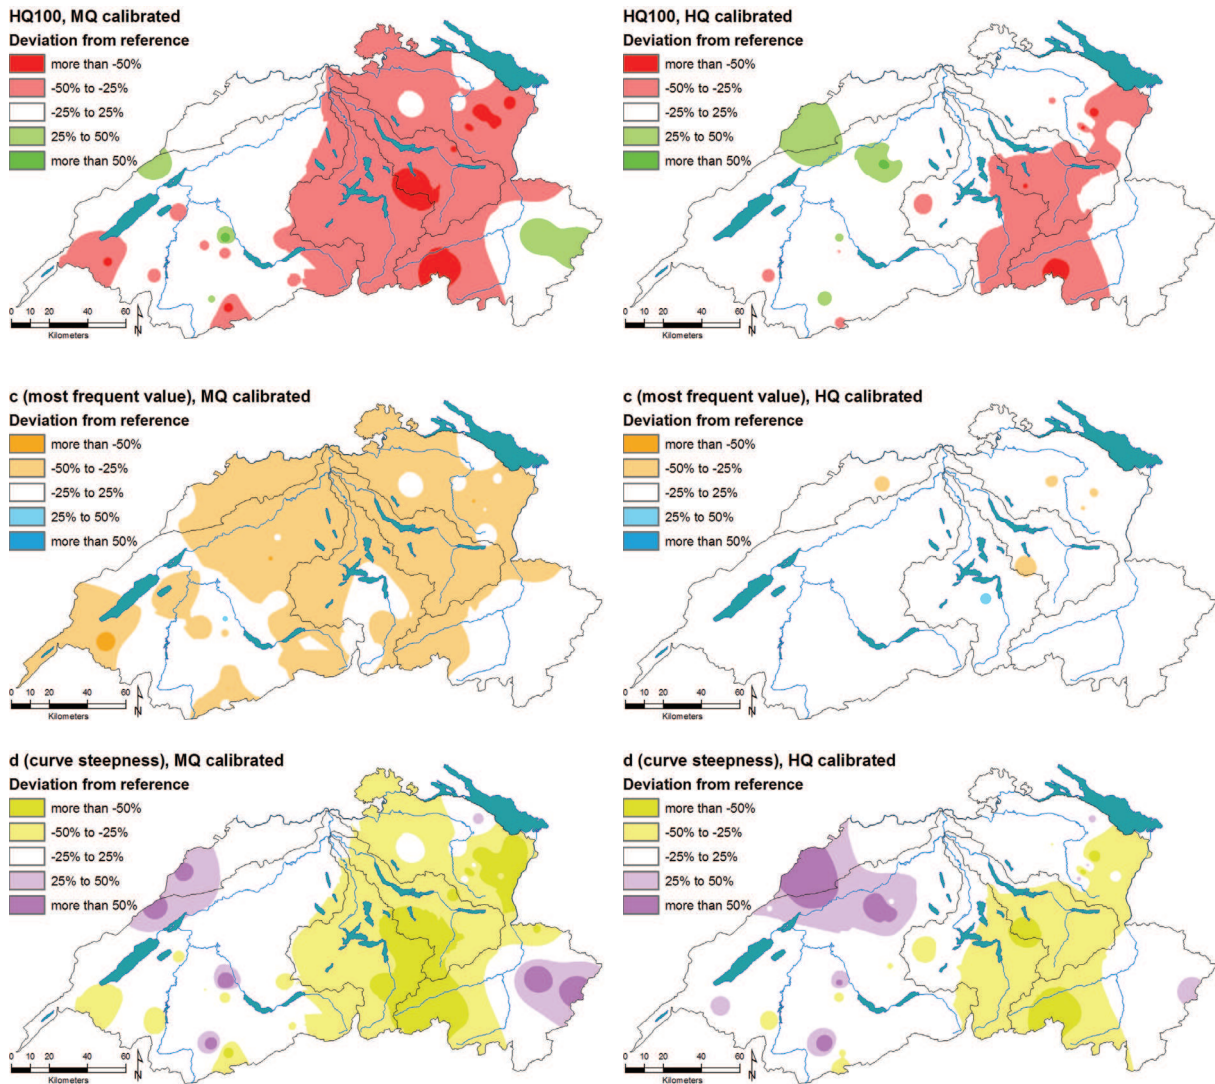 HQ100, MQ calibrated
Deviation from reference
more than -50%
-50% to -25%
-25% to 25%
25% to 50%
more than 50%
0 20 40 60
Kilometers
N
HQ100, HQ calibrated
Deviation from reference
more than -50%
-50% to -25%
-25% to 25%
25% to 50%
more than 50%
0 20 40 60
Kilometers
N
c (most frequent value), MQ calibrated
Deviation from reference
more than -50%
-50% to -25%
-25% to 25%
25% to 50%
more than 50%
0 20 40 60
Kilometers
N
c (most frequent value), HQ calibrated
Deviation from reference
more than -50%
-50% to -25%
-25% to 25%
25% to 50%
more than 50%
0 20 40 60
Kilometers
N
d (curve steepness), MQ calibrated
Deviation from reference
more than -50%
-50% to -25%
-25% to 25%
25% to 50%
more than 50%
0 20 40 60
Kilometers
N
d (curve steepness), HQ calibrated
Deviation from reference
more than -50%
-50% to -25%
-25% to 25%
25% to 50%
more than 50%
0 20 40 60
Kilometers
N